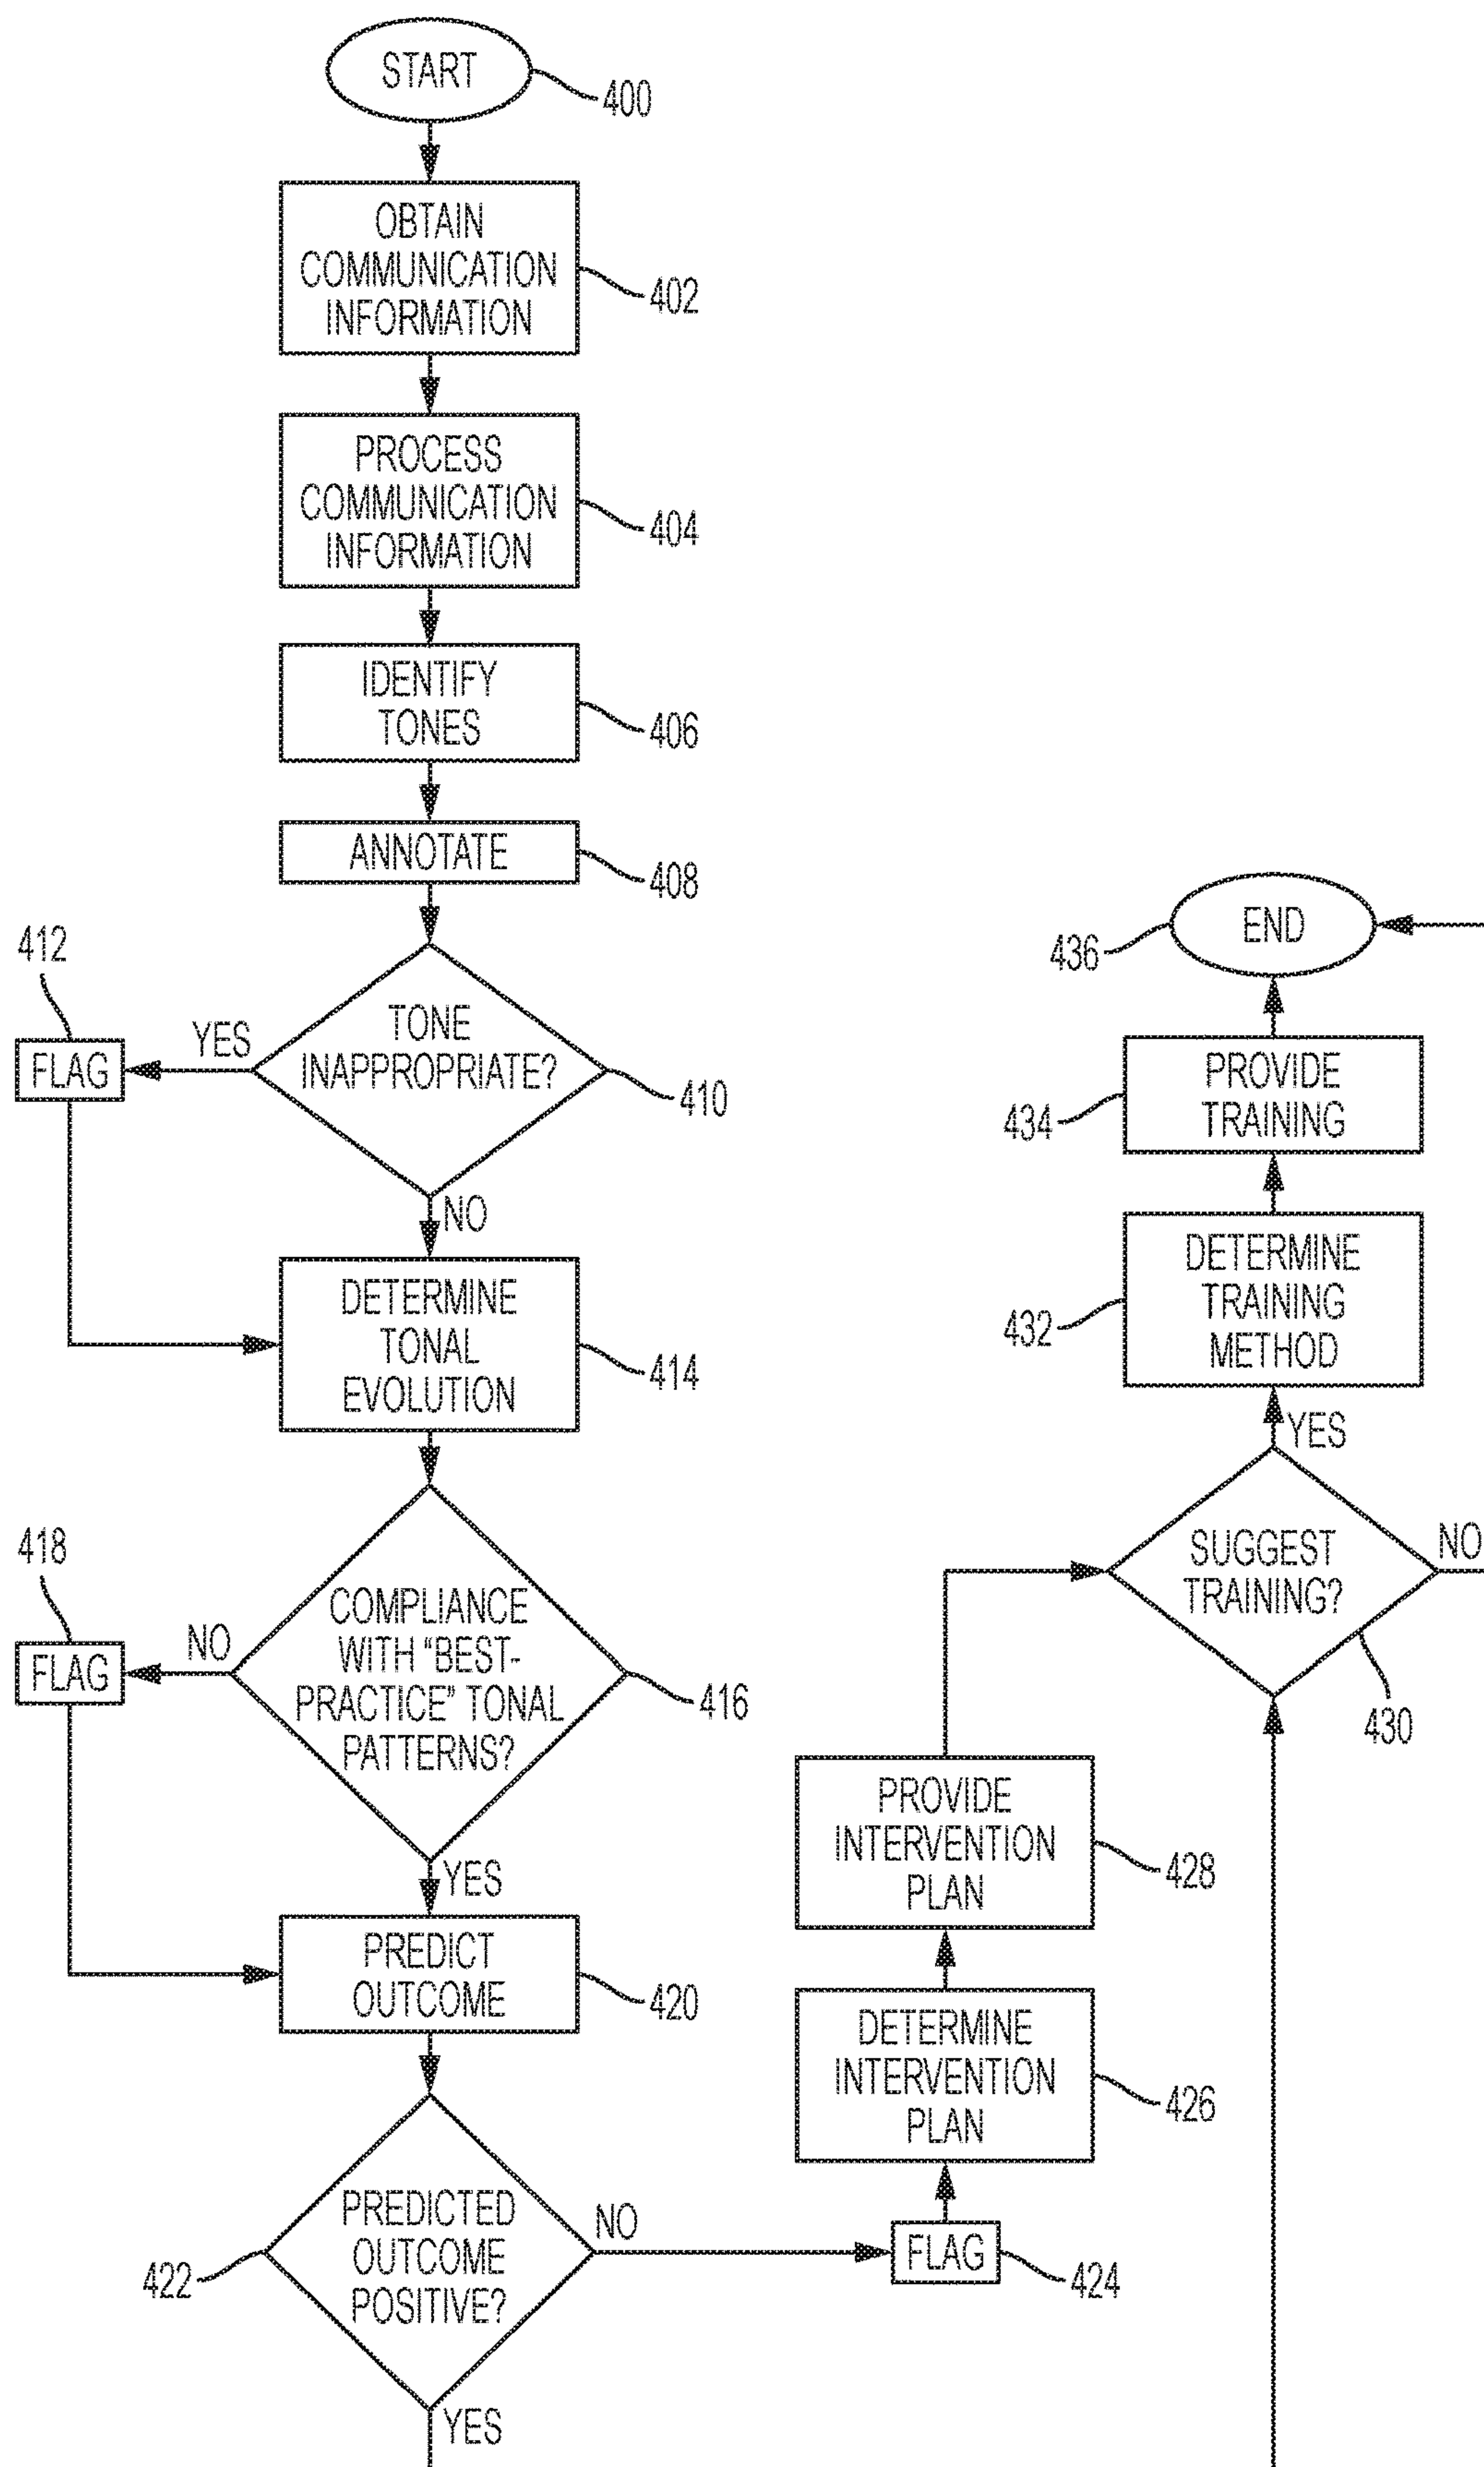 START
400
OBTAIN
COMMUNICATION
INFORMATION
402
PROCESS
COMMUNICATION
INFORMATION
404
IDENTIFY
TONES
406
ANNOTATE
408
412
FLAG
YES
TONE
INAPPROPRIATE?
410
NO
DETERMINE
TONAL
EVOLUTION
414
418
FLAG
NO
COMPLIANCE
WITH “BEST-
PRACTICE” TONAL
PATTERNS?
416
YES
PREDICT
OUTCOME
420
PREDICTED
OUTCOME
POSITIVE?
422
NO
YES
FLAG
424
DETERMINE
INTERVENTION
PLAN
426
PROVIDE
INTERVENTION
PLAN
428
SUGGEST
TRAINING?
430
NO
YES
DETERMINE
TRAINING
METHOD
432
PROVIDE
TRAINING
434
END
436